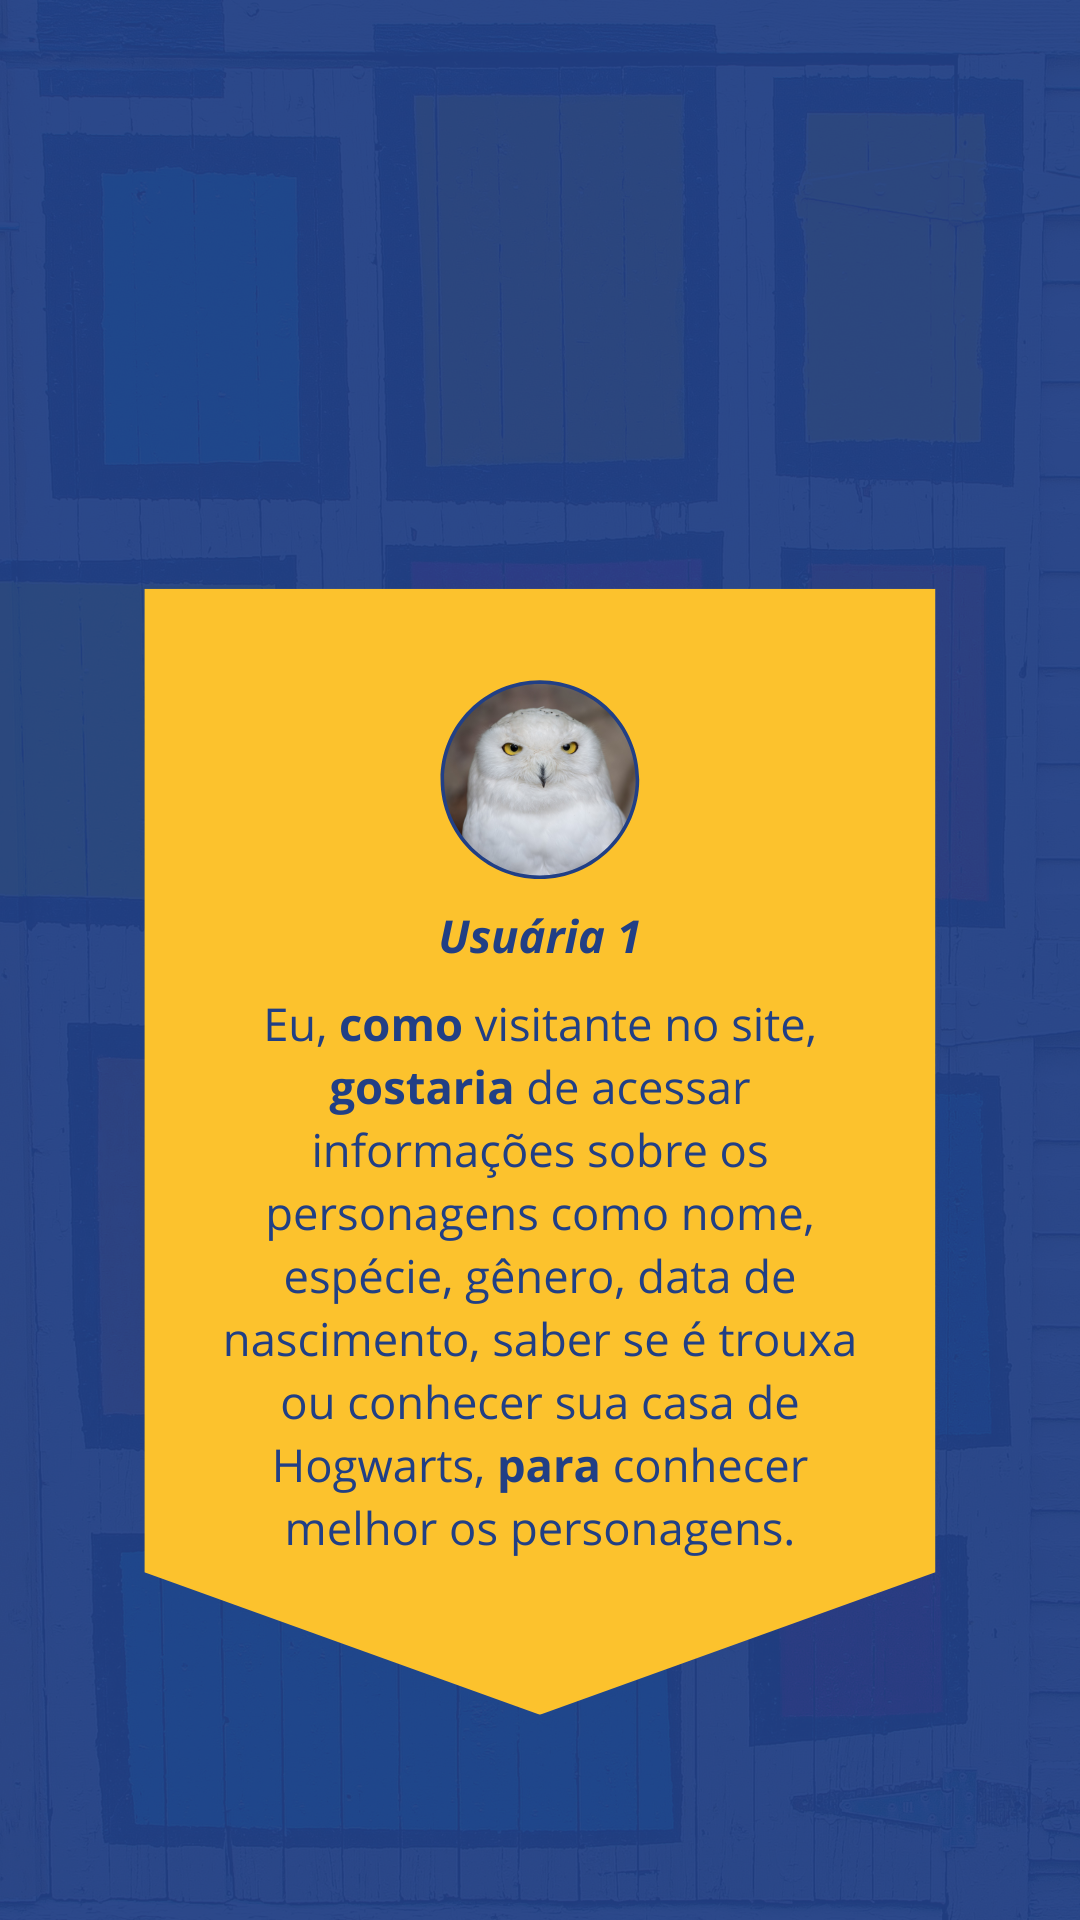 Usuária 1
Eu, como visitante no site,
gostaria de acessar
informações sobre os
personagens como nome,
espécie, gênero, data de
nascimento, saber se é trouxa
ou conhecer sua casa de
Hogwarts, para conhecer
melhor os personagens.